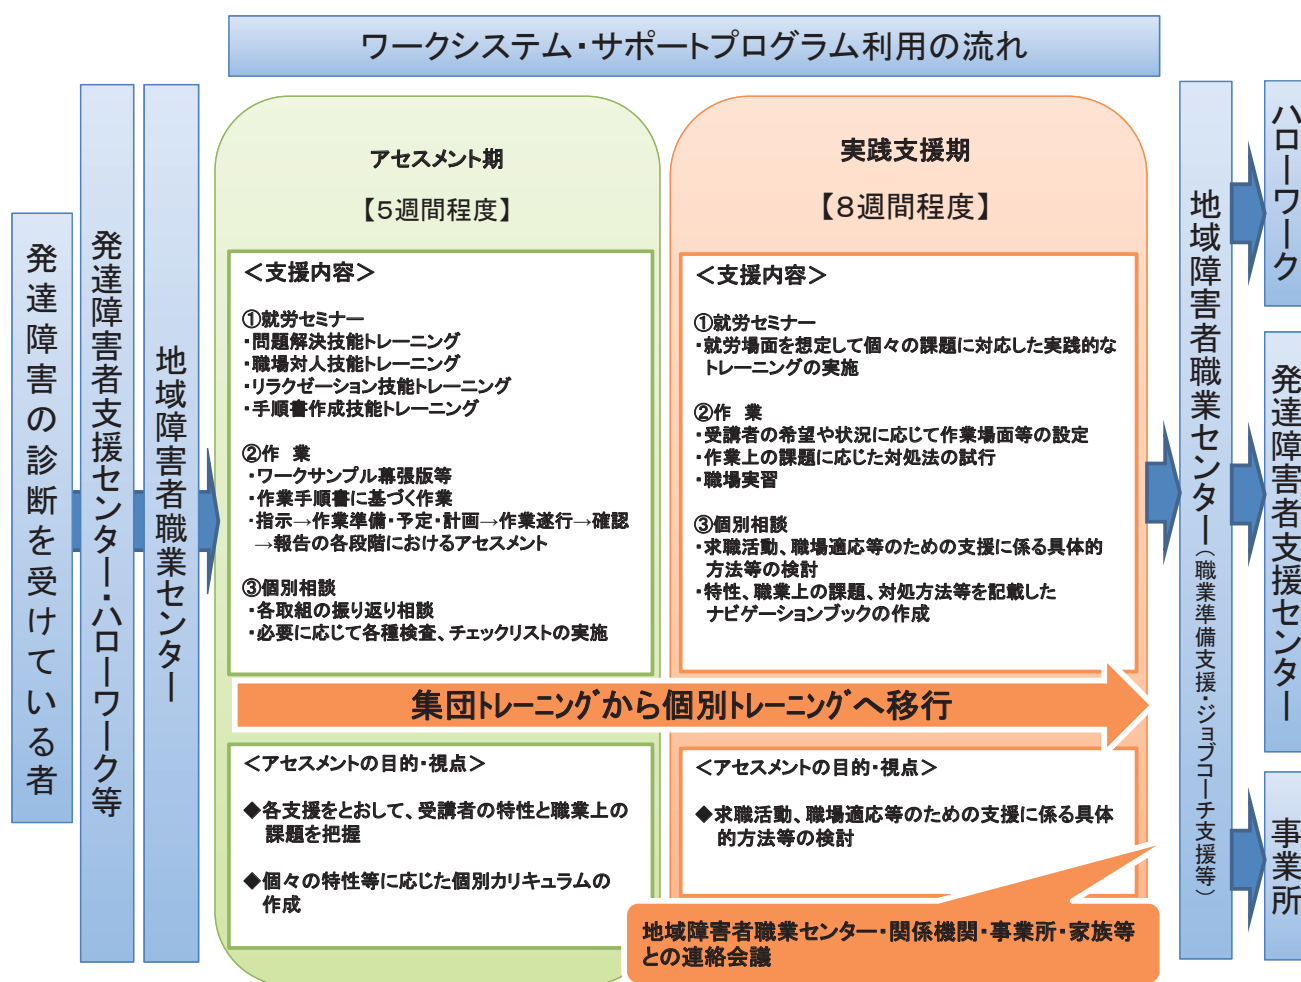 ワークシステム・サポートプログラム利用の流れ
発達障害の診断を受けている者
発達障害者支援センター・ハローワーク等
地域障害者職業センター
アセスメント期
【5週間程度】
＜支援内容＞
①就労セミナー
・問題解決技能トレーニング
・職場対人技能トレーニング
・リラクゼーション技能トレーニング
・手順書作成技能トレーニング
②作　業
・ワークサンプル幕張版等
・作業手順書に基づく作業
・指示→作業準備・予定・計画→作業遂行→確認
→報告の各段階におけるアセスメント
③個別相談
・各取組の振り返り相談
・必要に応じて各種検査、チェックリストの実施
実践支援期
【8週間程度】
＜支援内容＞
①就労セミナー
・就労場面を想定して個々の課題に対応した実践的な
トレーニングの実施
②作　業
・受講者の希望や状況に応じて作業場面等の設定
・作業上の課題に応じた対処法の試行
・職場実習
③個別相談
・求職活動、職場適応等のための支援に係る具体的
方法等の検討
・特性、職業上の課題、対処方法等を記載した
ナビゲーションブックの作成
集団ﾄﾚｰﾆﾝｸﾞから個別ﾄﾚｰﾆﾝｸﾞへ移行
＜アセスメントの目的・視点＞
◆各支援をとおして、受講者の特性と職業上の
課題を把握
◆個々の特性等に応じた個別カリキュラムの
作成
＜アセスメントの目的・視点＞
◆求職活動、職場適応等のための支援に係る具体
的方法等の検討
地域障害者職業センター・関係機関・事業所・家族等
との連絡会議
地域障害者職業センター（職業準備支援・ジョブコーチ支援等）
ハローワーク
発達障害者支援センター
事業所